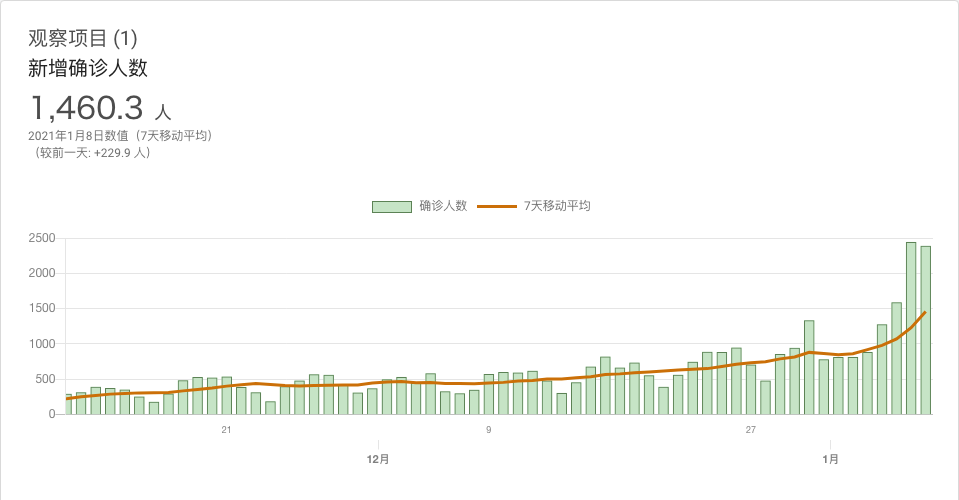 观察项目 (1)
新增确诊人数
1,460.3 人
2021年1月8日数值（7天移动平均）
（较前一天: +229.9 人）
确诊人数 7天移动平均
2500
2000
1500
1000
500
0
21 9 27
12月 1月